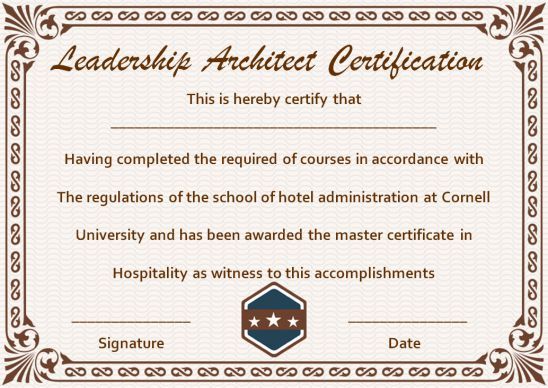 Leadership Architect Certification
This is hereby certify that
Having completed the required of courses in accordance with
The regulations of the school of hotel administration at Cornell
University and has been awarded the master certificate in
Hospitality as witness to this accomplishments
Signature Date